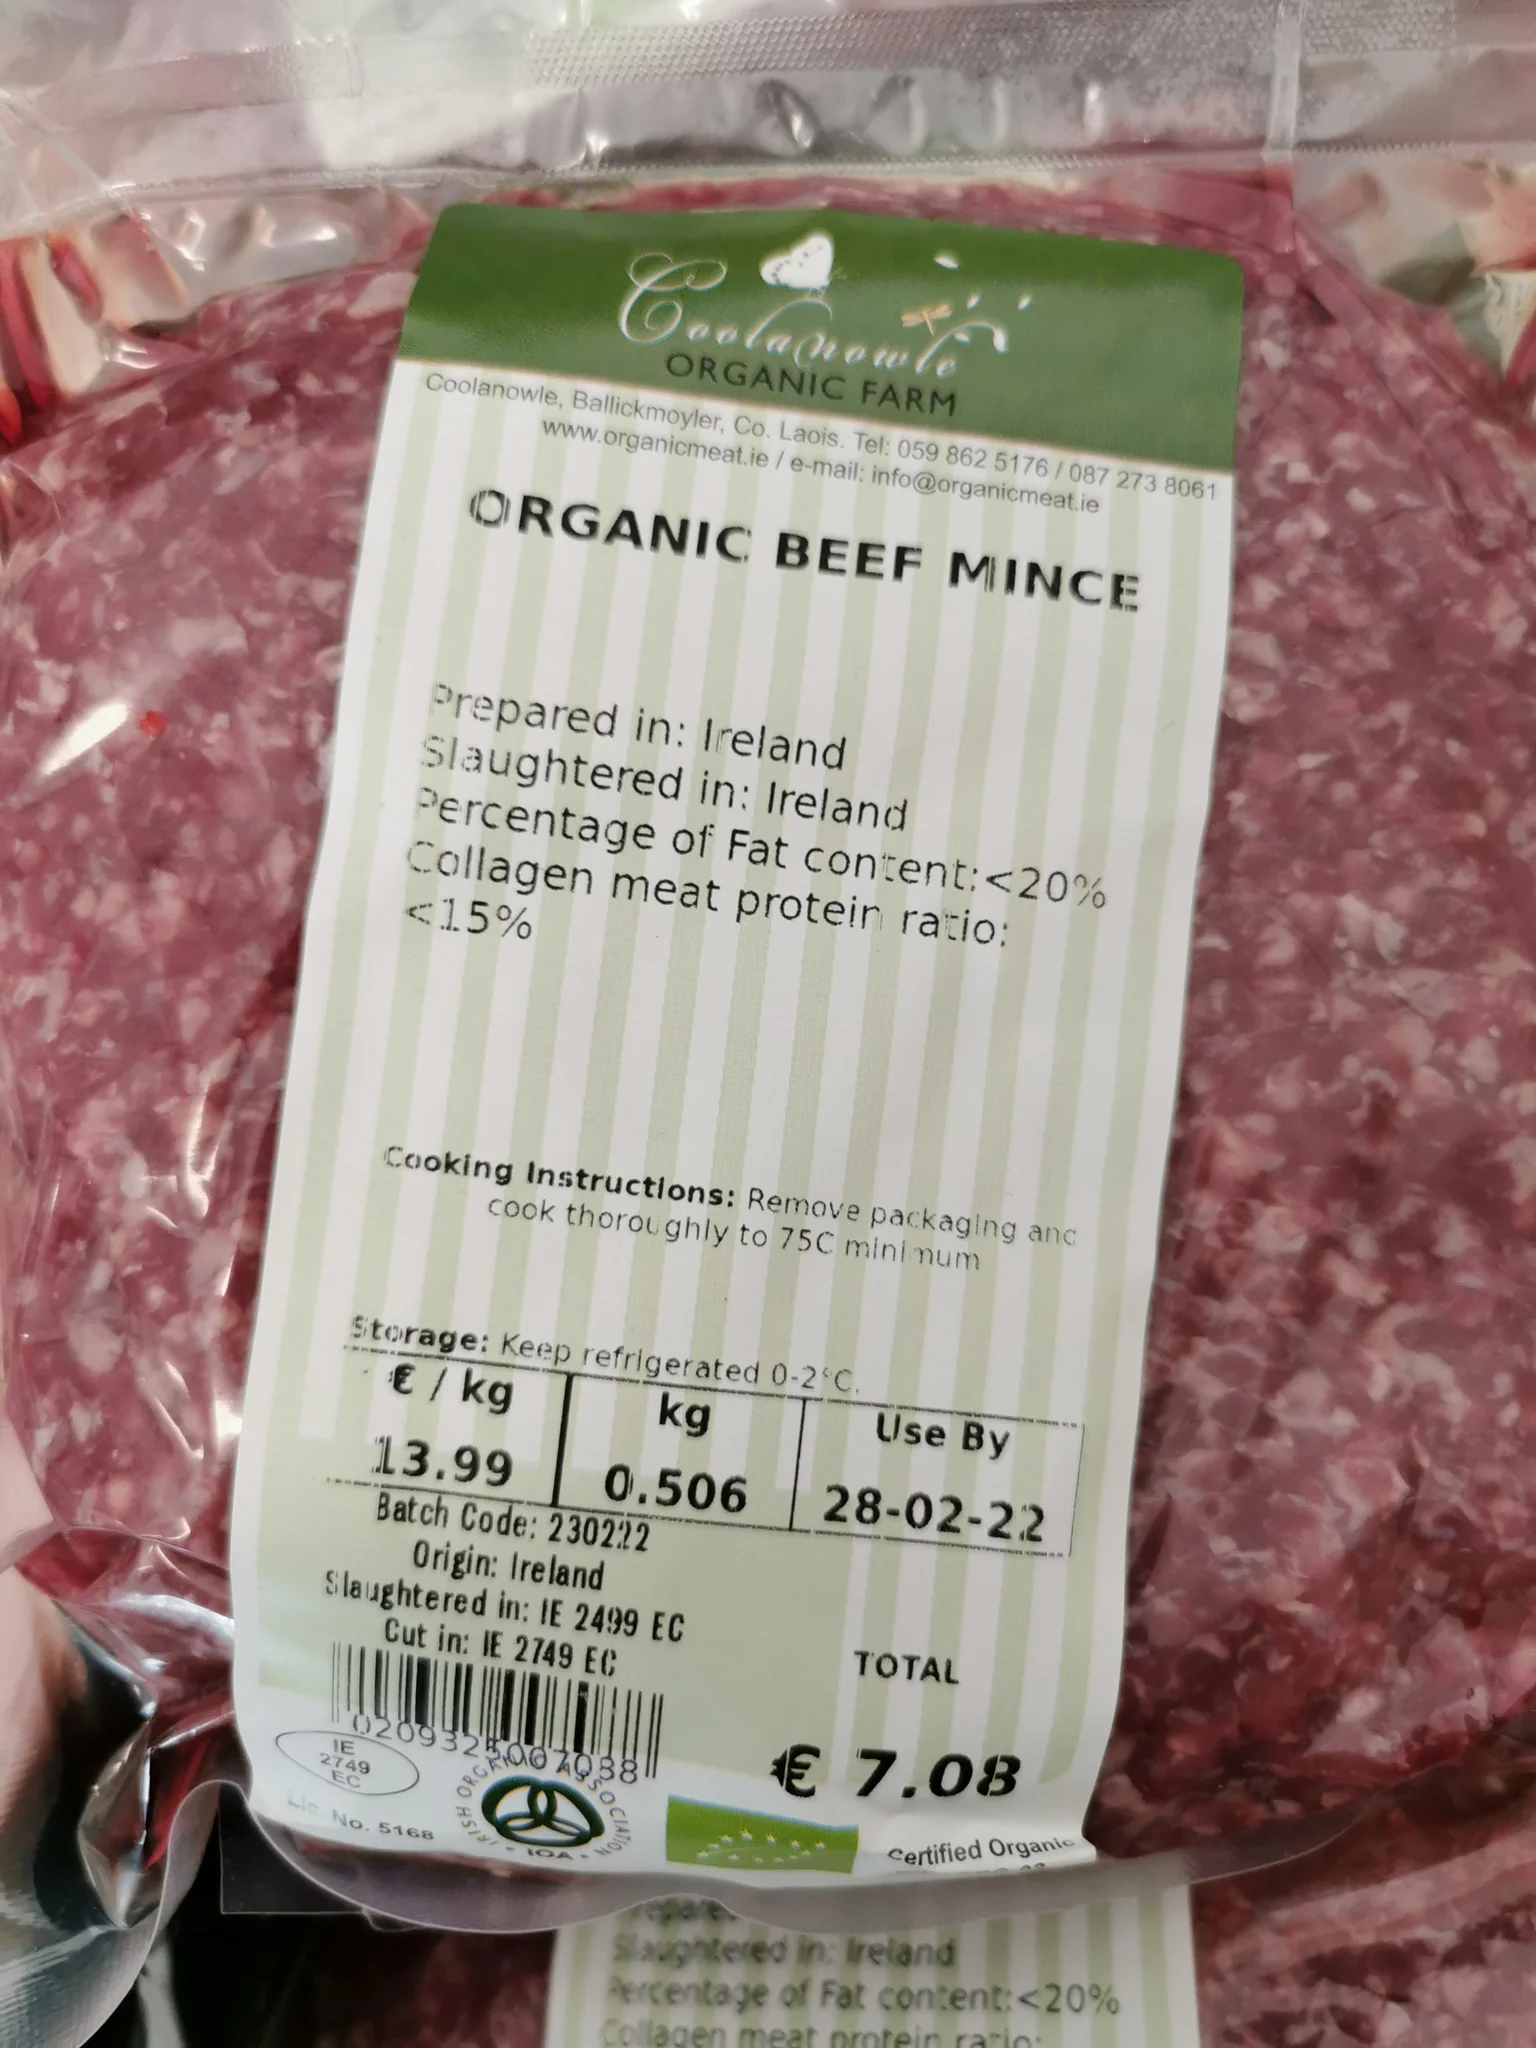 Coolanowle
ORGANIC FARM
Coolanowle, Ballickmoyler, Co. Laois. Tel: 059 862 5176 / 087 273 8061
www.organicmeat.ie / e-mail: info@organicmeat.ie
ORGANIC BEEF MINCE
Prepared in: Ireland
Slaughtered in: Ireland
Percentage of Fat content:<20%
Collagen meat protein ratio:
<15%
Cooking Instructions: Remove packaging and
cook thoroughly to 75C minimum
Storage: Keep refrigerated 0-2°C.
€ / kg kg Use By
13.99 0.506 28-02-22
Batch Code: 230222
Origin: Ireland
Slaughtered in: IE 2499 EC
Cut in: IE 2749 EC
TOTAL
€ 7.08
0209325007088
IE
2749
EC
Lic No. 5168
IRISH ORGANIC ASSOCIATION
IOA
Certified Organic
Slaughtered in: Ireland
Percentage of Fat content:<20%
Collagen meat protein ratio: